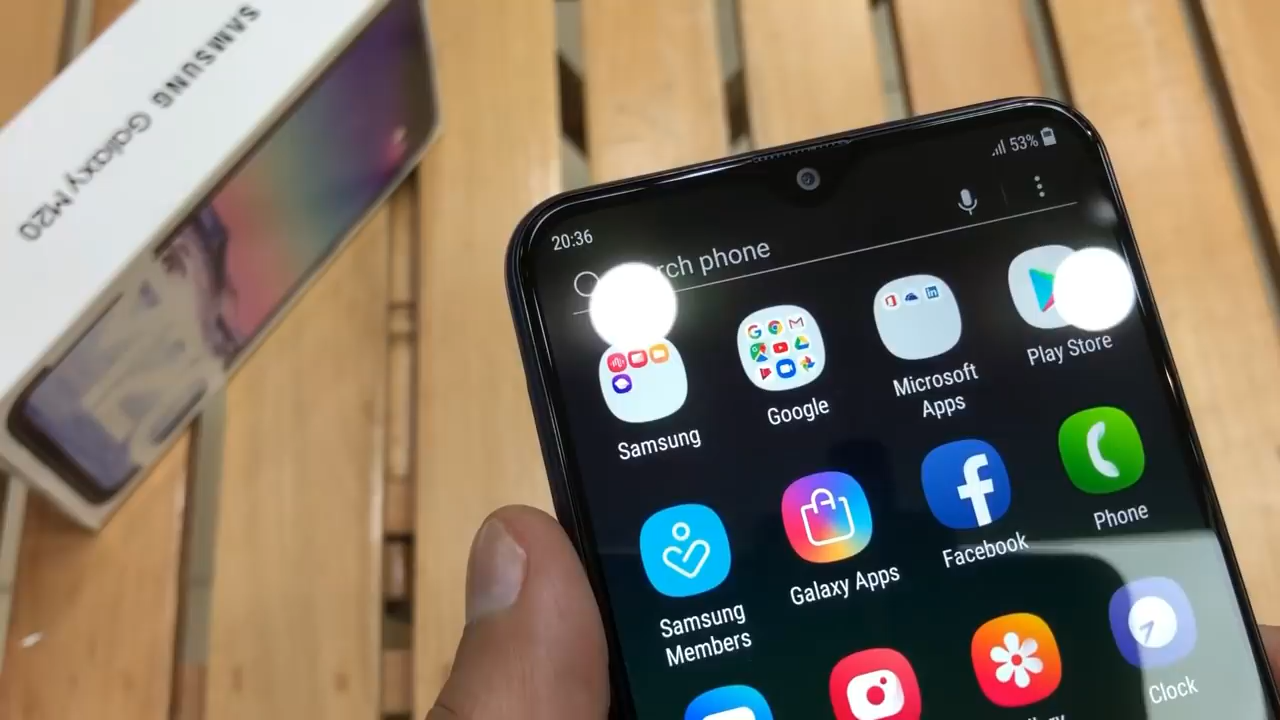 SAMSUNG Galaxy M20
53%
20:36
rch phone
Samsung
Google
Microsoft
Apps
Play Store
Samsung
Members
Galaxy Apps
Facebook
Phone
Clock